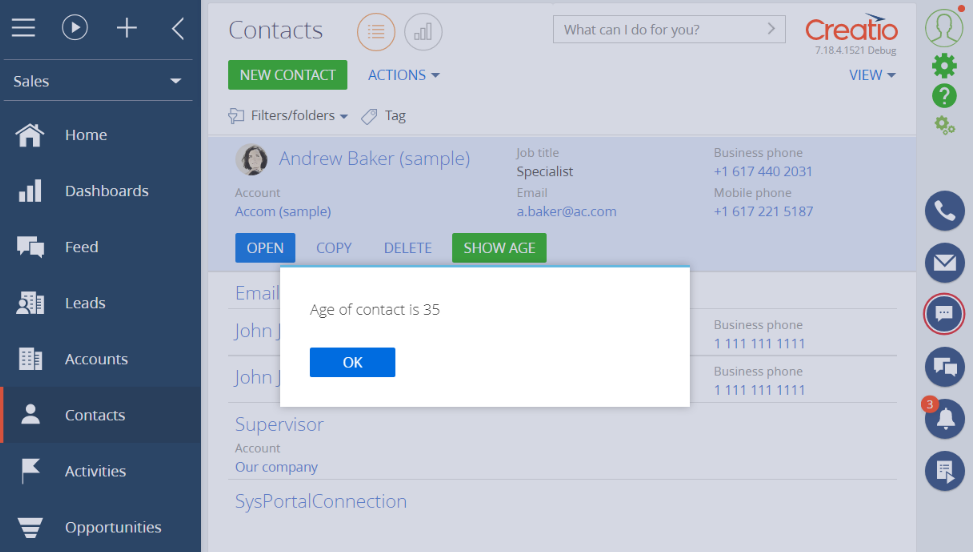 Sales
Home
Dashboards
Feed
Leads
Accounts
Contacts
Activities
Opportunities
Contacts
What can I do for you?
Creatio
7.18.4.1521 Debug
NEW CONTACT
ACTIONS
VIEW
Filters/folders
Tag
Andrew Baker (sample)
Job title
Specialist
Business phone
+1 617 440 2031
Account
Accom (sample)
Email
a.baker@ac.com
Mobile phone
+1 617 221 5187
OPEN
COPY
DELETE
SHOW AGE
Email
Age of contact is 35
OK
John J
Business phone
1 111 111 1111
John J
Business phone
1 111 111 1111
Supervisor
Account
Our company
SysPortalConnection
3